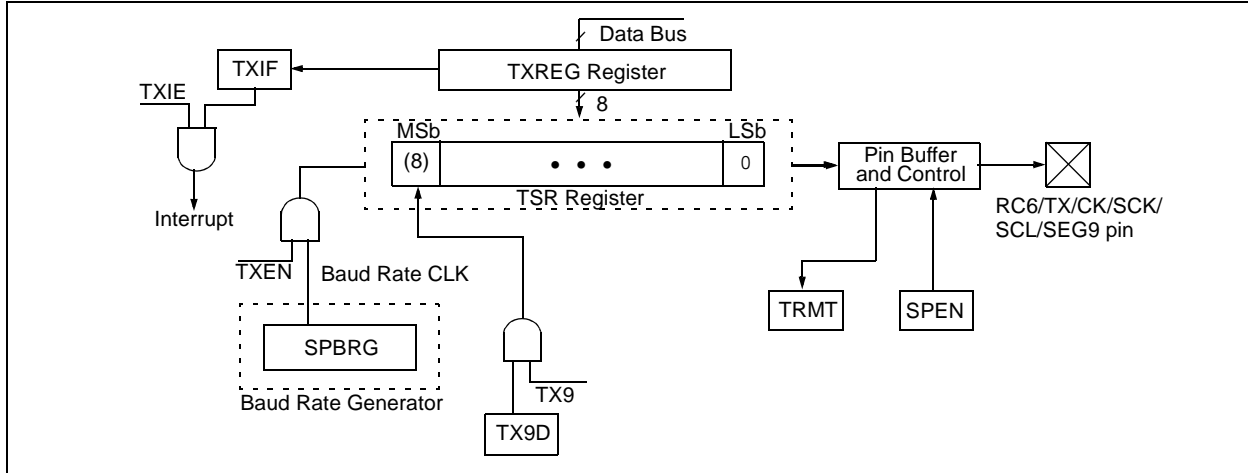 Data Bus
TXIF
TXREG Register
TXIE
8
MSb
LSb
(8)
• • •
0
Pin Buffer
and Control
TSR Register
Interrupt
RC6/TX/CK/SCK/
SCL/SEG9 pin
TXEN
Baud Rate CLK
TRMT
SPEN
SPBRG
TX9
Baud Rate Generator
TX9D